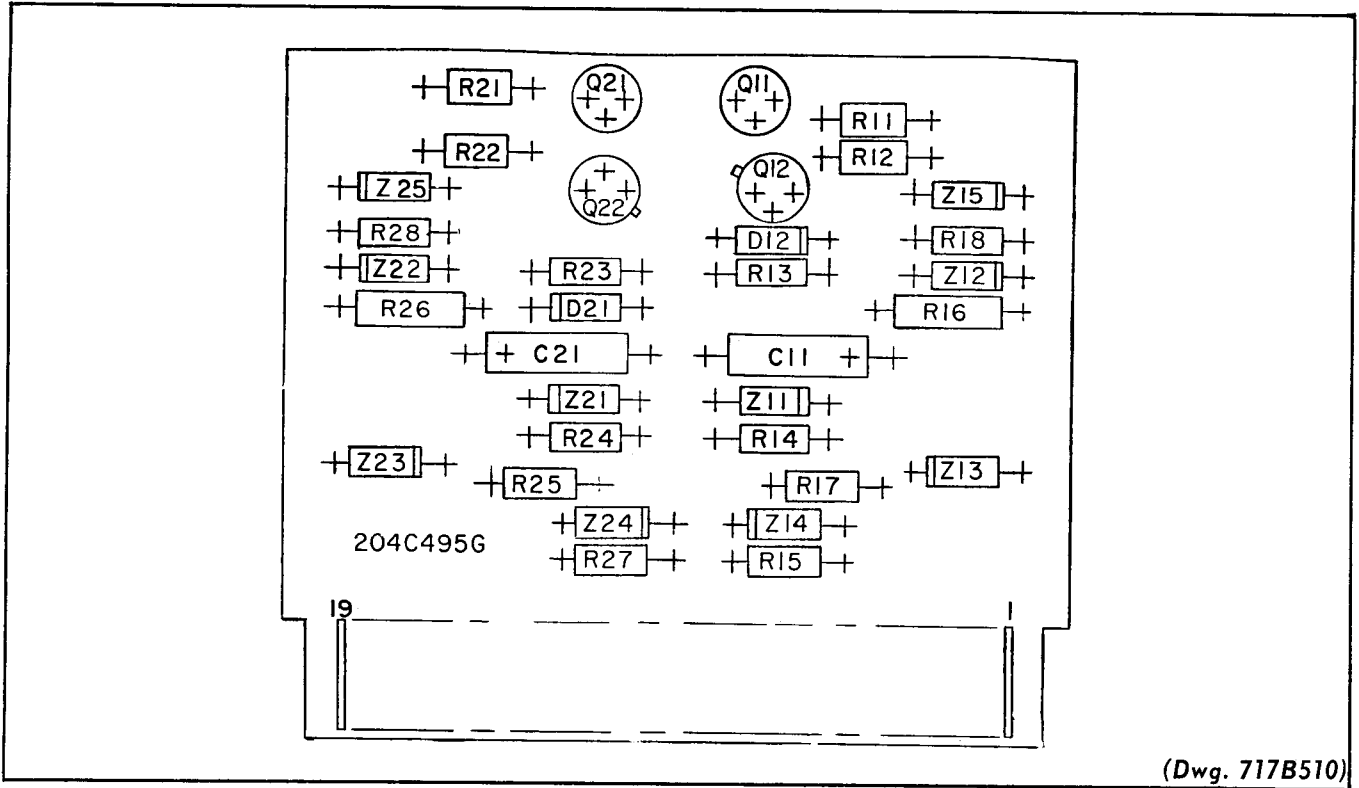 R21
Q21
Q11
R11
R22
R12
Q22
Q12
Z25
Z15
R28
D12
R18
Z22
R23
R13
Z12
R26
D21
R16
+ C21
C11 +
Z21
Z11
R24
R14
Z23
Z13
R25
R17
Z24
Z14
204C495G
R27
R15
19
1
(Dwg. 717B510)